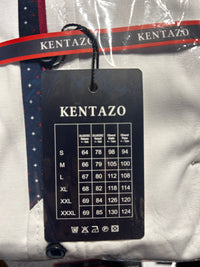 KENTAZO KENTAZO
KENTAZO
S 64 78 98 94
M 66 79 105 100
L 67 80 112 108
XL 68 82 118 114
XXL 69 84 126 120
XXXL 69 85 130 124